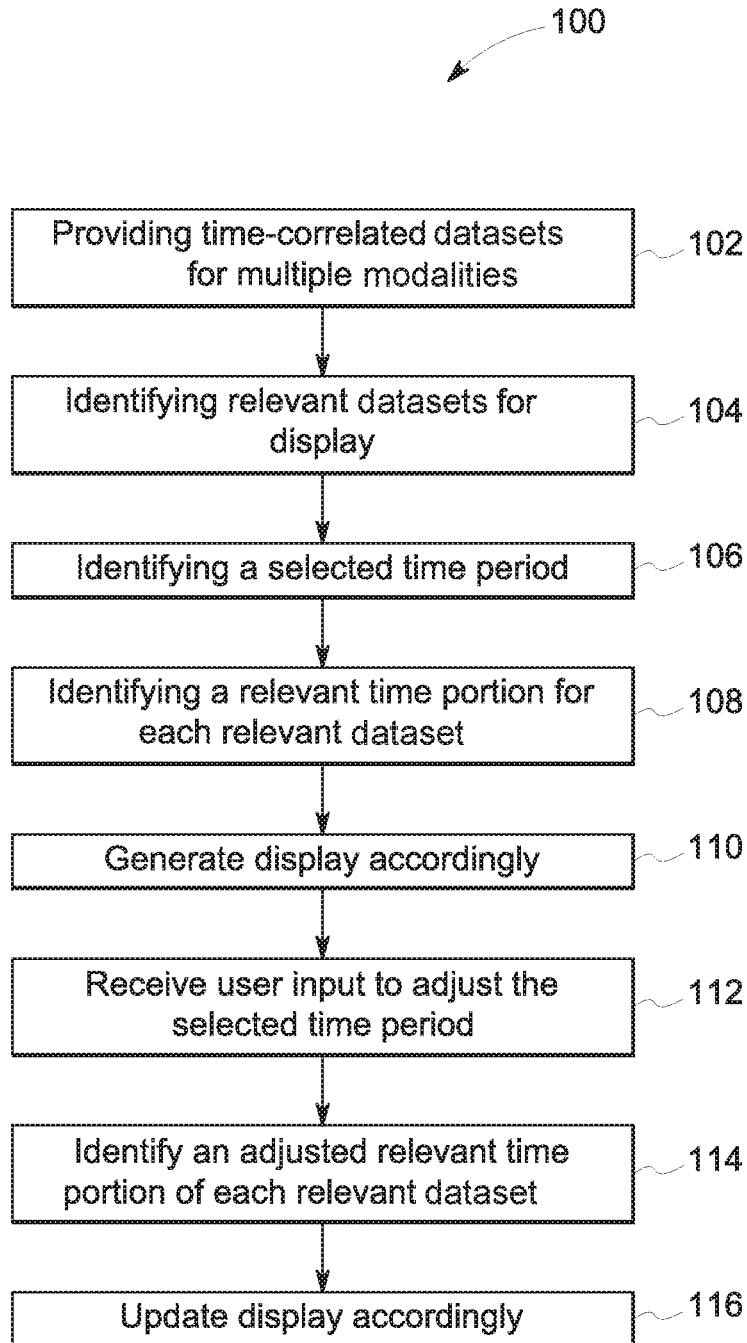 100
Providing time-correlated datasets
for multiple modalities
102
Identifying relevant datasets for
display
104
Identifying a selected time period
106
Identifying a relevant time portion for
each relevant dataset
108
Generate display accordingly
110
Receive user input to adjust the
selected time period
112
Identify an adjusted relevant time
portion of each relevant dataset
114
Update display accordingly
116